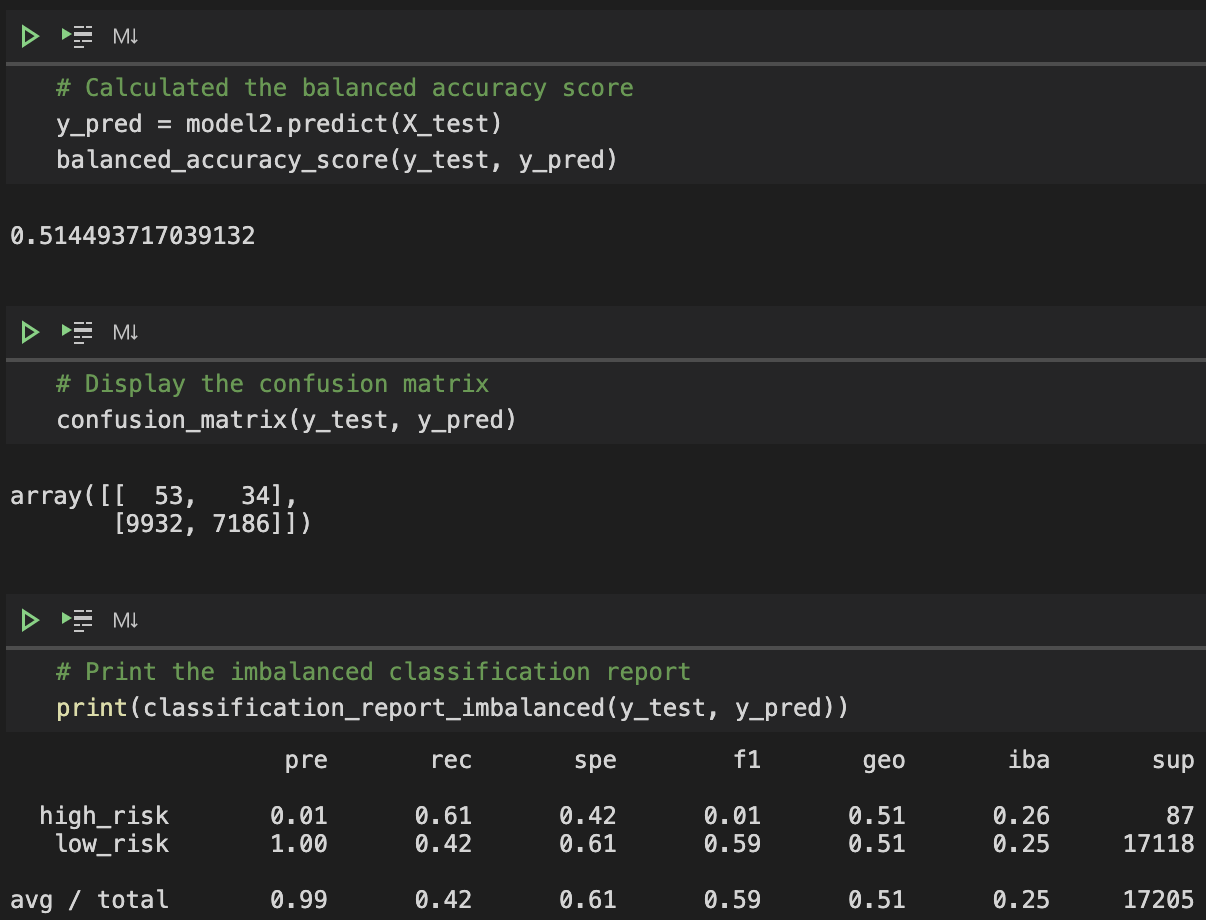 M↓
# Calculated the balanced accuracy score
y_pred = model2.predict(X_test)
balanced_accuracy_score(y_test, y_pred)
0.514493717039132
M↓
# Display the confusion matrix
confusion_matrix(y_test, y_pred)
array([[  53,   34],
       [9932, 7186]])
M↓
# Print the imbalanced classification report
print(classification_report_imbalanced(y_test, y_pred))
pre rec spe f1 geo iba sup
high_risk 0.01 0.61 0.42 0.01 0.51 0.26 87
low_risk 1.00 0.42 0.61 0.59 0.51 0.25 17118
avg / total 0.99 0.42 0.61 0.59 0.51 0.25 17205